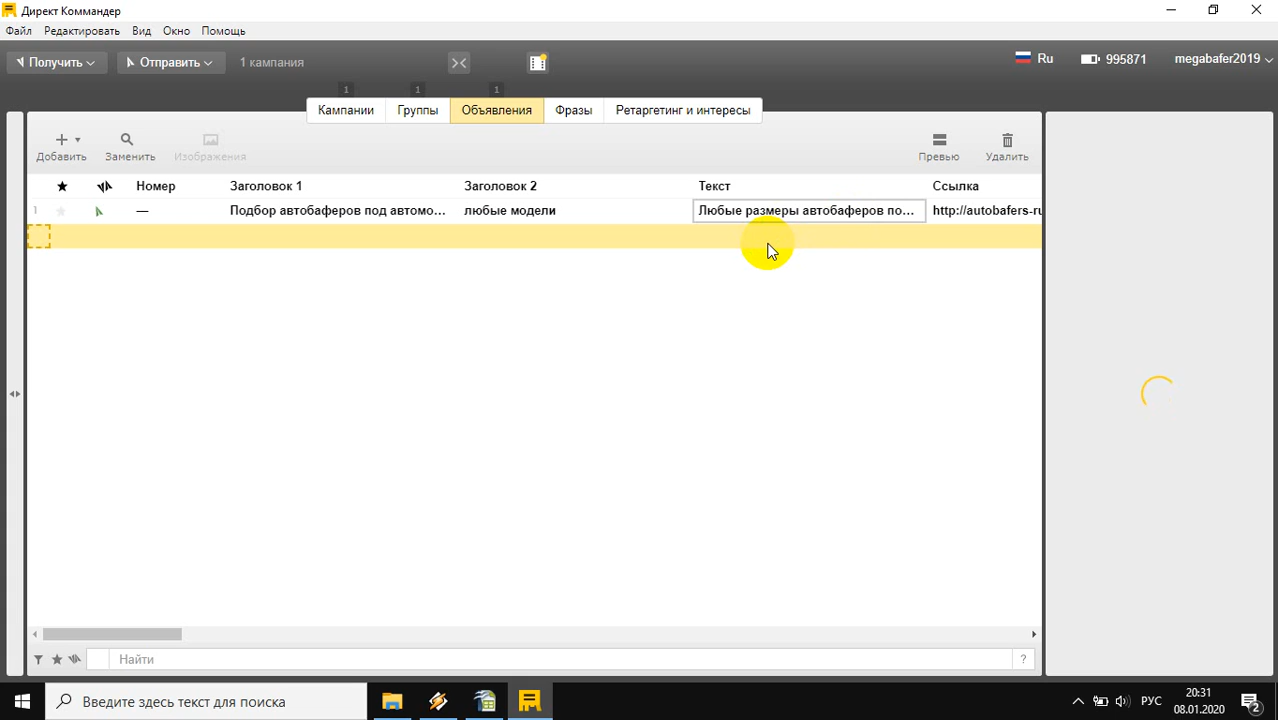 Директ Коммандер
Файл Редактировать Вид Окно Помощь
Получить Отправить 1 кампания Ru 995871 megabafer2019
1 1 1
Кампании Группы Объявления Фразы Ретаргетинг и интересы
Добавить Заменить Изображения Превью Удалить
Номер Заголовок 1 Заголовок 2 Текст Ссылка
1 — Подбор автобаферов под автомо... любые модели Любые размеры автобаферов по... http://autobafers-ru
Найти ?
Введите здесь текст для поиска РУС 20:31
08.01.2020 2